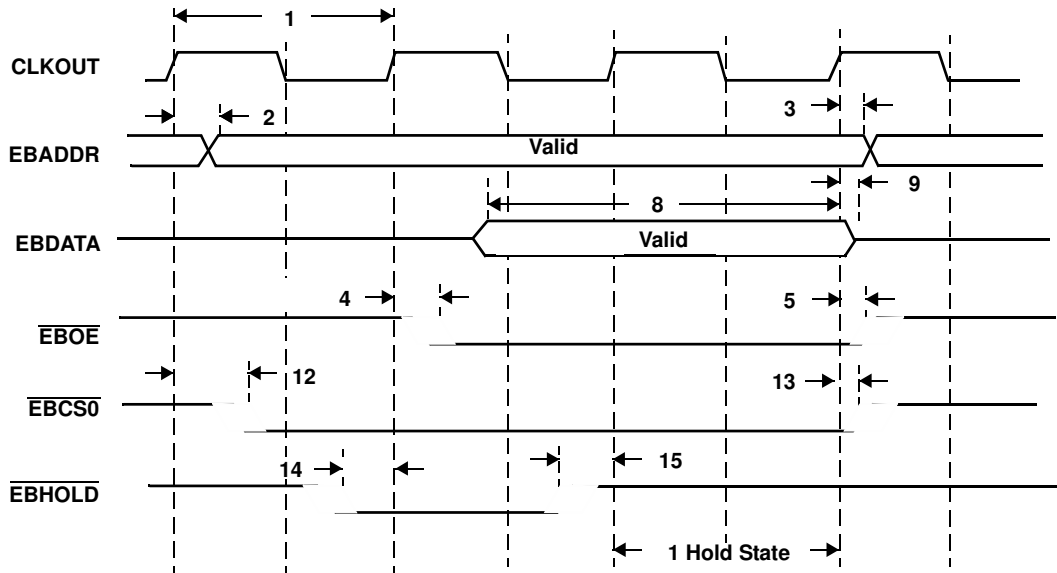 1
CLKOUT
2
3
EBADDR
Valid
9
8
EBDATA
Valid
4
5
EBOE
12
13
EBCS0
14
15
EBHOLD
1 Hold State